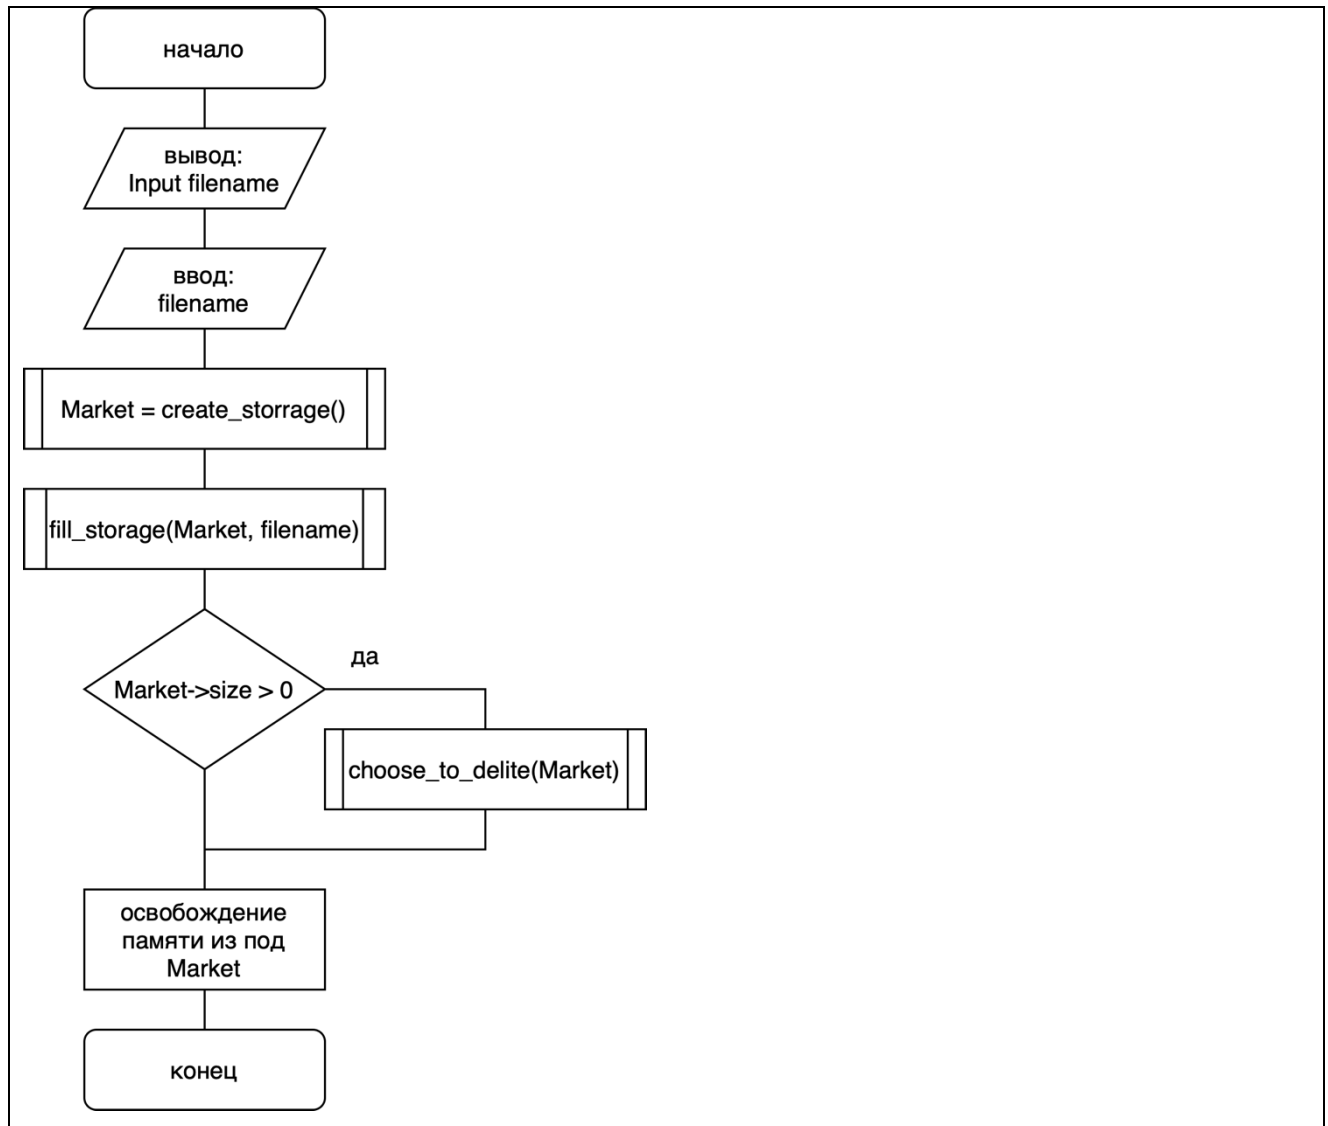 начало
вывод:
Input filename
ввод:
filename
Market = create_storrage()
fill_storage(Market, filename)
Market->size > 0
да
choose_to_delite(Market)
освобождение
памяти из под
Market
конец